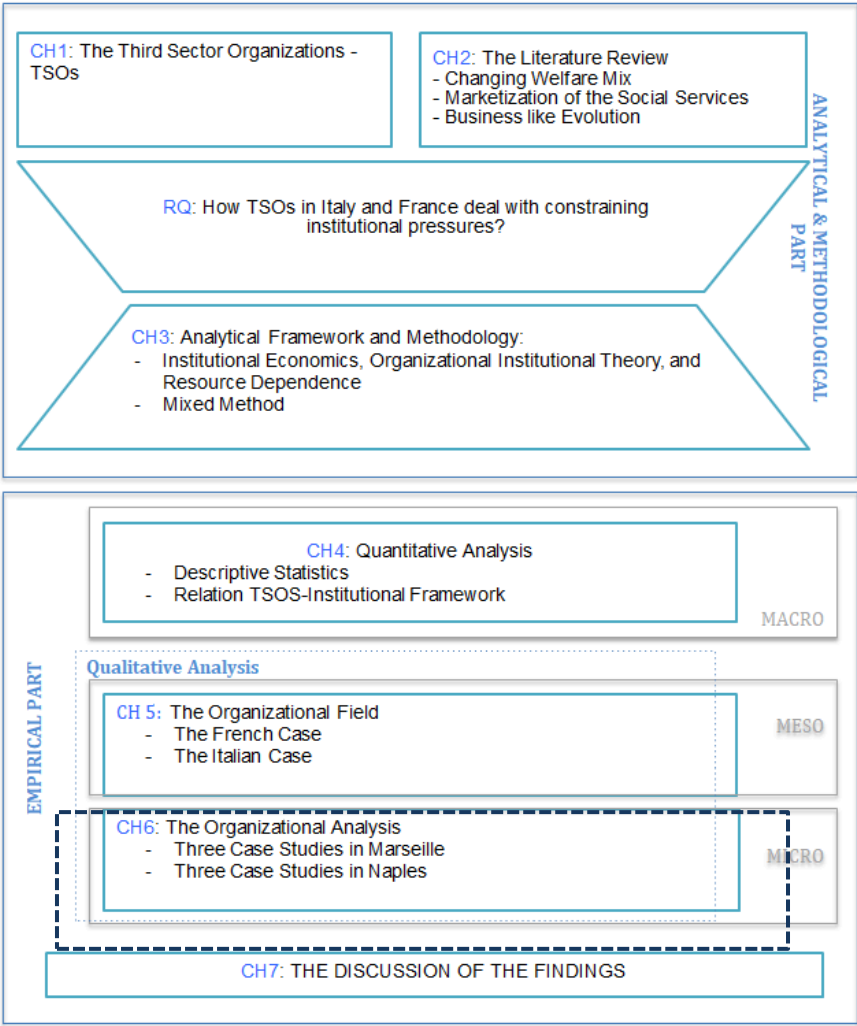 CH1: The Third Sector Organizations -
TSOs
CH2: The Literature Review
- Changing Welfare Mix
- Marketization of the Social Services
- Business like Evolution
ANALYTICAL & METHODOLOGICAL
PART
RQ: How TSOs in Italy and France deal with constraining
institutional pressures?
CH3: Analytical Framework and Methodology:
- Institutional Economics, Organizational Institutional Theory, and
Resource Dependence
- Mixed Method
EMPIRICAL PART
CH4: Quantitative Analysis
- Descriptive Statistics
- Relation TSOS-Institutional Framework
MACRO
Qualitative Analysis
CH 5: The Organizational Field
- The French Case
- The Italian Case
MESO
CH6: The Organizational Analysis
- Three Case Studies in Marseille
- Three Case Studies in Naples
MICRO
CH7: THE DISCUSSION OF THE FINDINGS